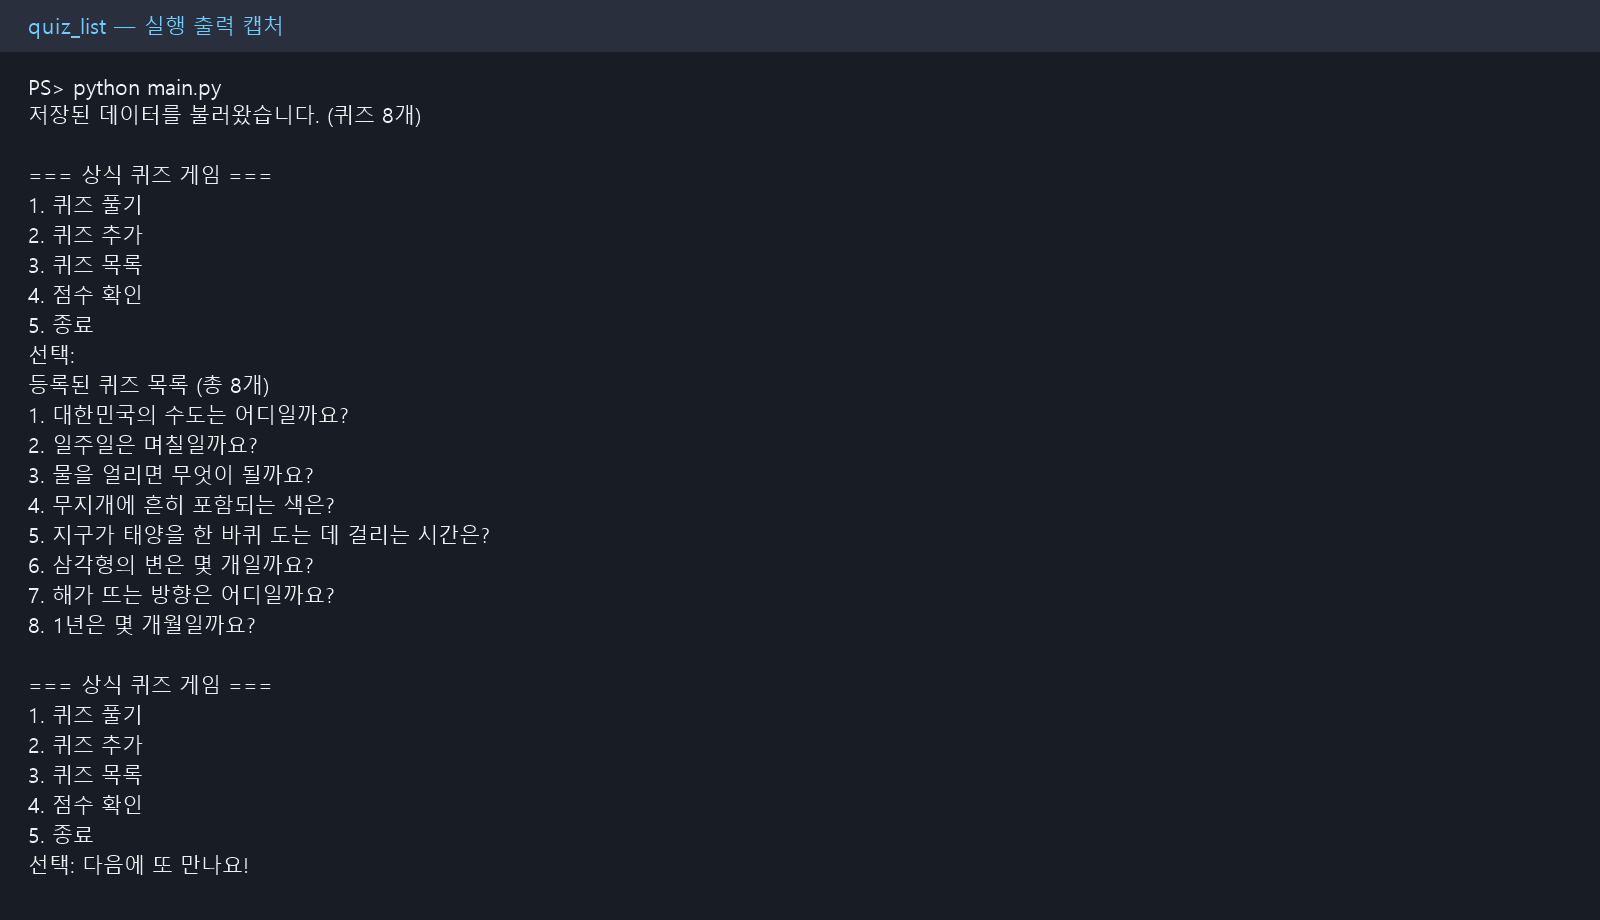 quiz_list — 실행 출력 캡처
PS> python main.py
저장된 데이터를 불러왔습니다. (퀴즈 8개)
=== 상식 퀴즈 게임 ===
1. 퀴즈 풀기
2. 퀴즈 추가
3. 퀴즈 목록
4. 점수 확인
5. 종료
선택:
등록된 퀴즈 목록 (총 8개)
1. 대한민국의 수도는 어디일까요?
2. 일주일은 며칠일까요?
3. 물을 얼리면 무엇이 될까요?
4. 무지개에 흔히 포함되는 색은?
5. 지구가 태양을 한 바퀴 도는 데 걸리는 시간은?
6. 삼각형의 변은 몇 개일까요?
7. 해가 뜨는 방향은 어디일까요?
8. 1년은 몇 개월일까요?
=== 상식 퀴즈 게임 ===
1. 퀴즈 풀기
2. 퀴즈 추가
3. 퀴즈 목록
4. 점수 확인
5. 종료
선택: 다음에 또 만나요!